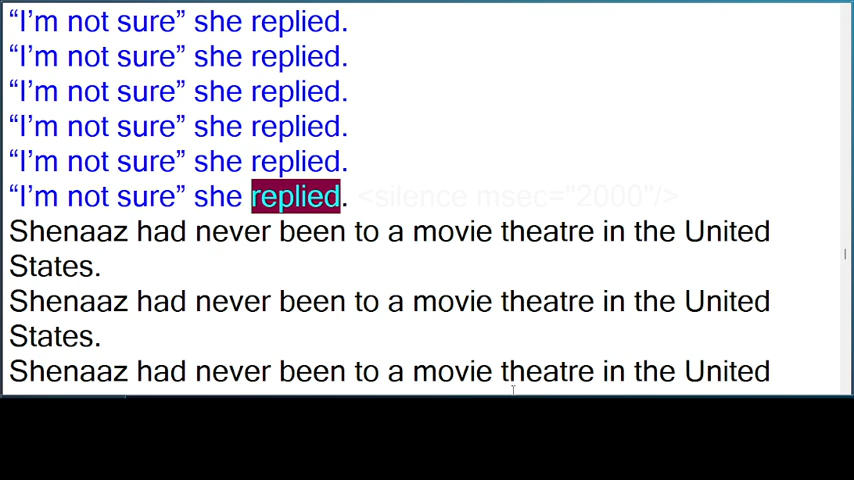 “I’m not sure” she replied.
“I’m not sure” she replied.
“I’m not sure” she replied.
“I’m not sure” she replied.
“I’m not sure” she replied.
“I’m not sure” she replied. <silence msec="2000"/>
Shenaaz had never been to a movie theatre in the United
States.
Shenaaz had never been to a movie theatre in the United
States.
Shenaaz had never been to a movie theatre in the United